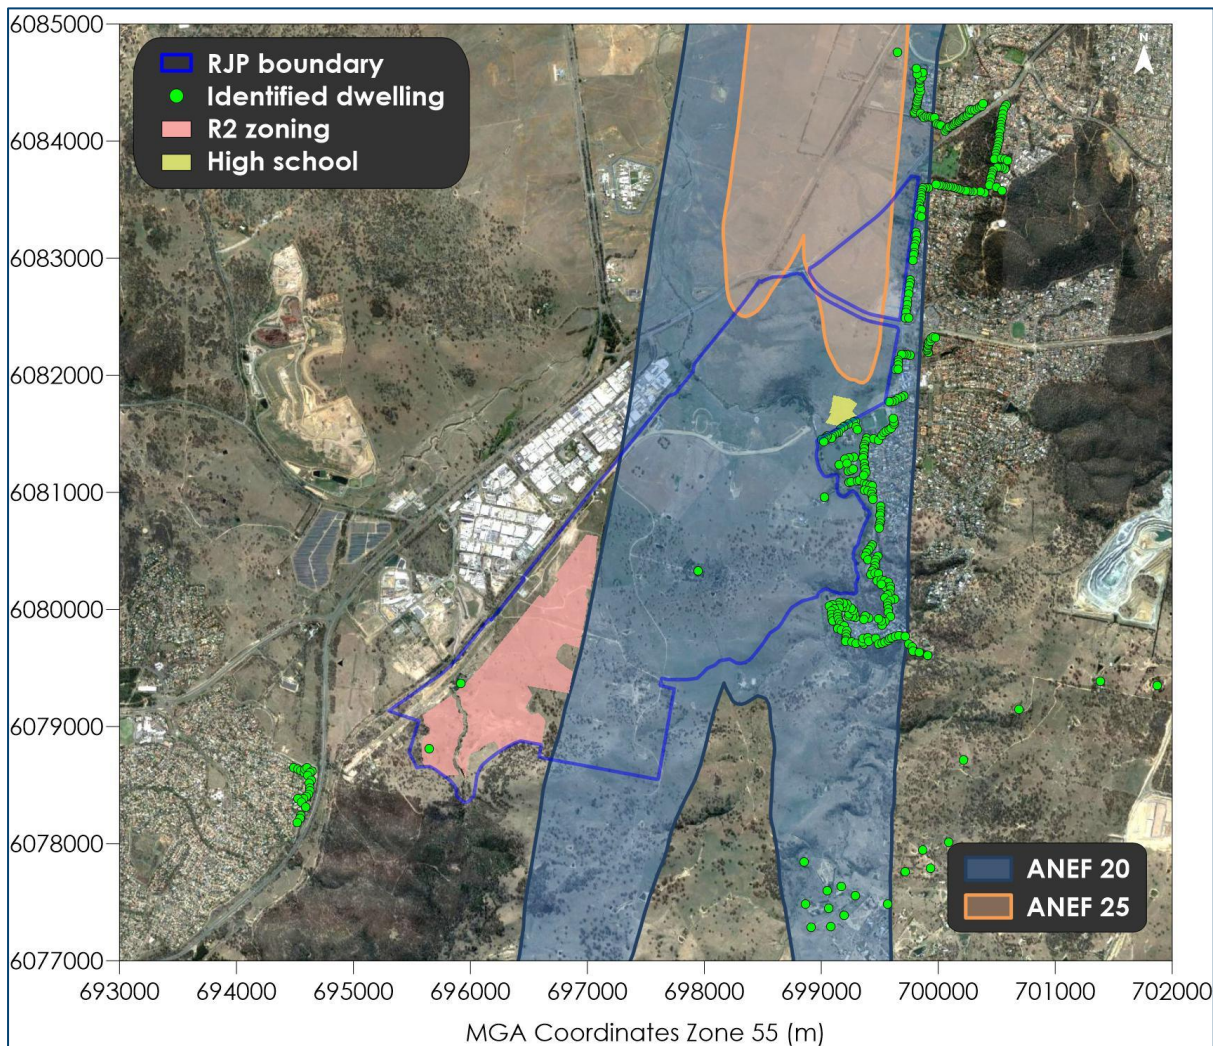 6085000
6084000
6083000
6082000
6081000
6080000
6079000
6078000
6077000
RJP boundary
Identified dwelling
R2 zoning
High school
N
ANEF 20
ANEF 25
693000 694000 695000 696000 697000 698000 699000 700000 701000 702000
MGA Coordinates Zone 55 (m)